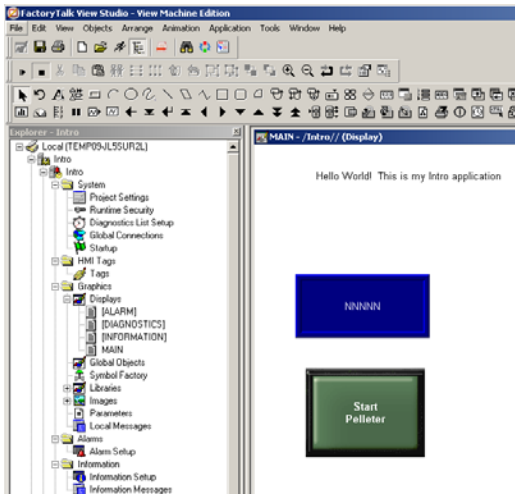 FactoryTalk View Studio - View Machine Edition
File Edit View Objects Arrange Animation Application Tools Window Help
Explorer - Intro
MAIN - /Intro// (Display)
Local (TEMP09JL5SUR2L)
Intro
Intro
System
Project Settings
Runtime Security
Diagnostics List Setup
Global Connections
Startup
HMI Tags
Tags
Graphics
Displays
[ALARM]
[DIAGNOSTICS]
[INFORMATION]
MAIN
Global Objects
Symbol Factory
Libraries
Images
Parameters
Local Messages
Alarms
Alarm Setup
Information
Information Setup
Information Messages
Hello World! This is my Intro application
NNNNN
Start
Pelleter